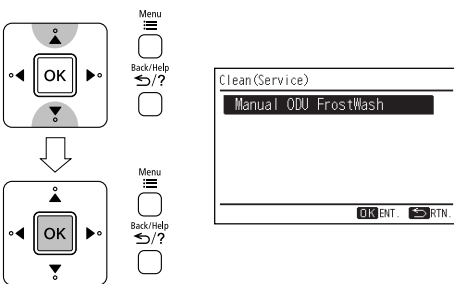 Menu
OK
Back/Help
/?
Clean(Service)
Manual ODU FrostWash
OK ENT. RTN.
Menu
OK
Back/Help
/?